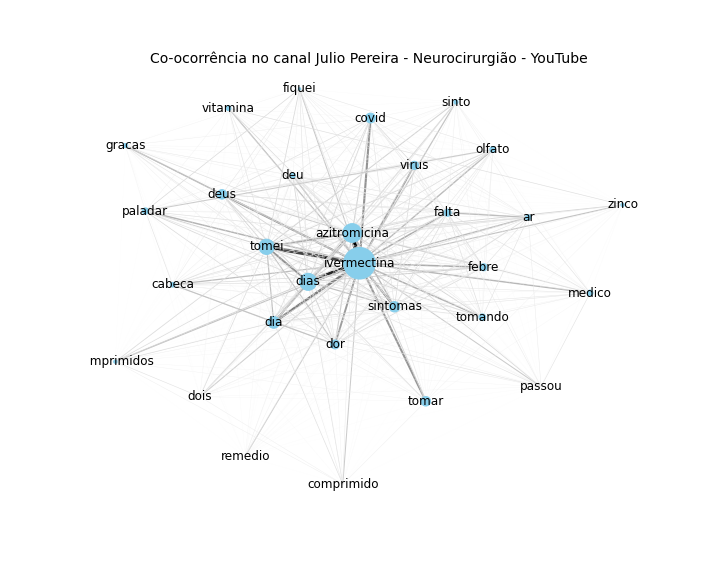 Co-ocorrência no canal Julio Pereira - Neurocirurgião - YouTube
fiquei
sinto
vitamina
covid
gracas
olfato
virus
deu
deus
zinco
paladar
falta
ar
azitromicina
tomei
ivermectina
febre
dias
cabeca
medico
sintomas
tomando
dia
dor
mprimidos
passou
dois
tomar
remedio
comprimido